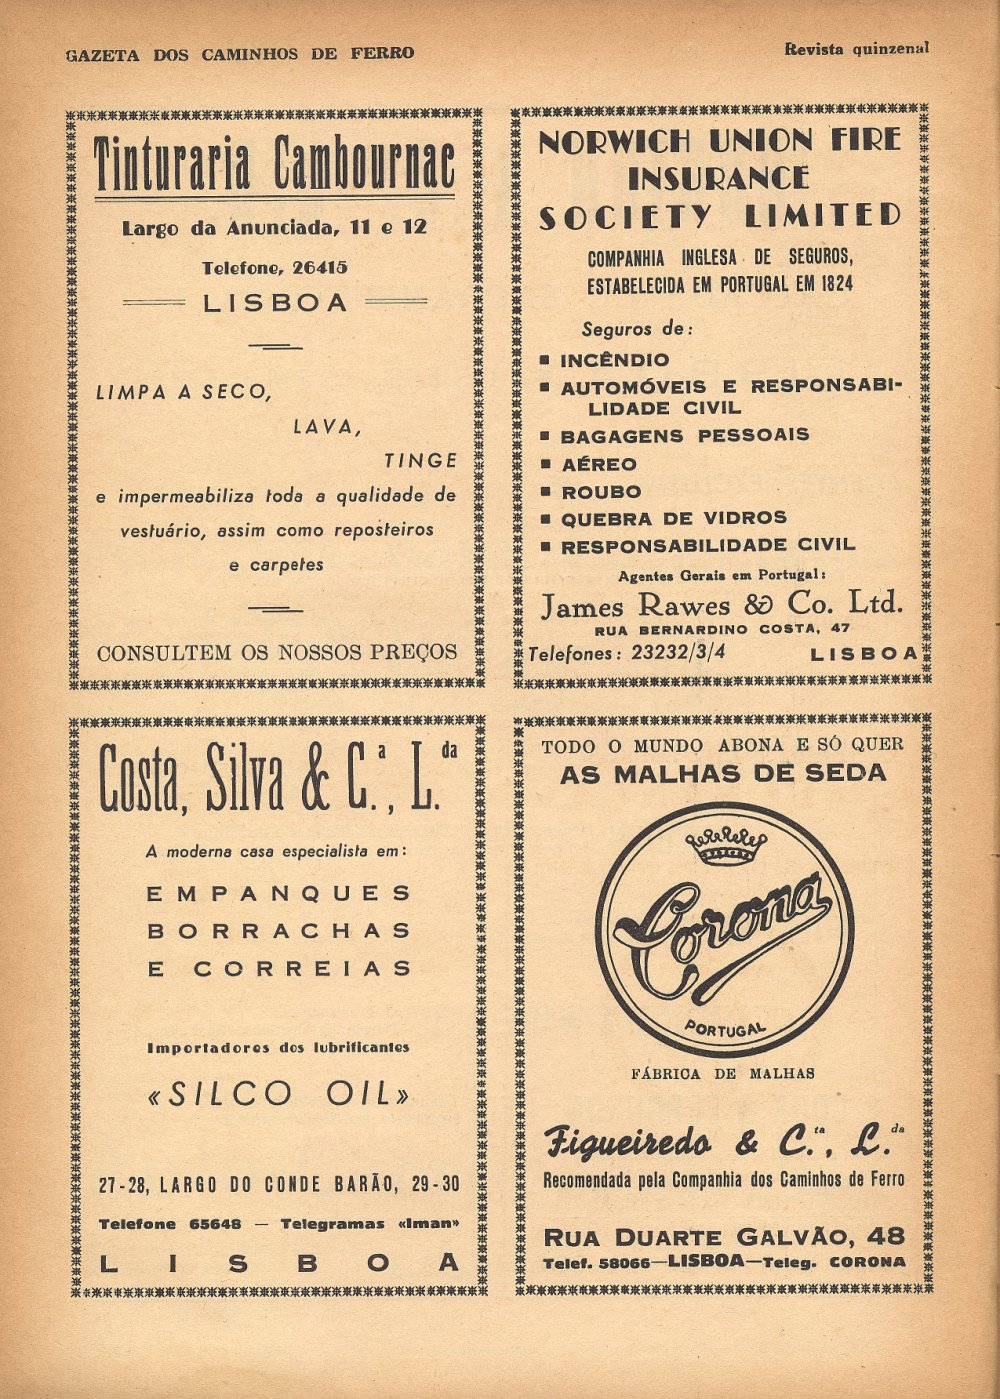 GAZETA DOS CAMINHOS DE FERRO
Revista quinzenal
Tinturaria Cambournac
Largo da Anunciada, 11 e 12
Telefone, 26415
LISBOA
LIMPA A SECO,
LAVA,
TINGE
e impermeabiliza toda a qualidade de
vestuário, assim como reposteiros
e carpetes
CONSULTEM OS NOSSOS PREÇOS
NORWICH UNION FIRE
INSURANCE
SOCIETY LIMITED
COMPANHIA INGLESA DE SEGUROS,
ESTABELECIDA EM PORTUGAL EM 1824
Seguros de:
▪ INCÊNDIO
▪ AUTOMÓVEIS E RESPONSABI-
LIDADE CIVIL
▪ BAGAGENS PESSOAIS
▪ AÉREO
▪ ROUBO
▪ QUEBRA DE VIDROS
▪ RESPONSABILIDADE CIVIL
Agentes Gerais em Portugal:
James Rawes & Co. Ltd.
RUA BERNARDINO COSTA, 47
Telefones: 23232/3/4 LISBOA
Costa, Silva & C.ª, L.da
A moderna casa especialista em:
EMPANQUES
BORRACHAS
E CORREIAS
Importadores dos lubrificantes
«SILCO OIL»
27-28, LARGO DO CONDE BARÃO, 29-30
Telefone 65648 — Telegramas «Iman»
LISBOA
TODO O MUNDO ABONA E SÓ QUER
AS MALHAS DE SEDA
Corona
PORTUGAL
FÁBRICA DE MALHAS
Figueiredo & C.ta, L.da
Recomendada pela Companhia dos Caminhos de Ferro
RUA DUARTE GALVÃO, 48
Telef. 58066—LISBOA—Teleg. CORONA